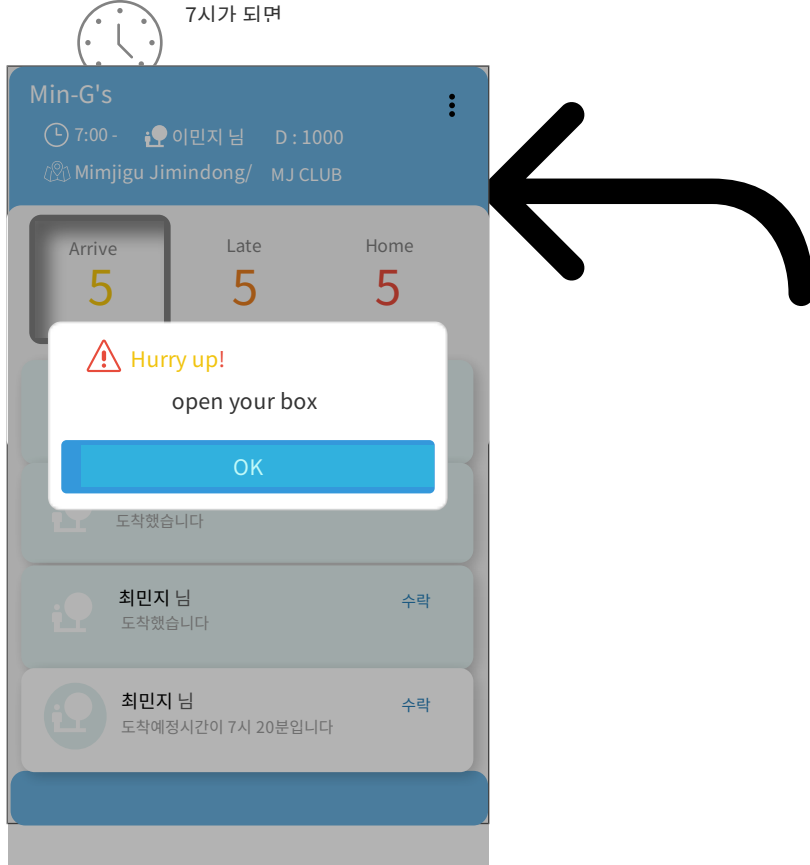 7시가 되면
Min-G's
7:00 - 이민지 님 D : 1000
Mimjigu Jimindong/ MJ CLUB
Arrive Late Home
5 5 5
Hurry up!
open your box
OK
도착했습니다
최민지 님 수락
도착했습니다
최민지 님 수락
도착예정시간이 7시 20분입니다